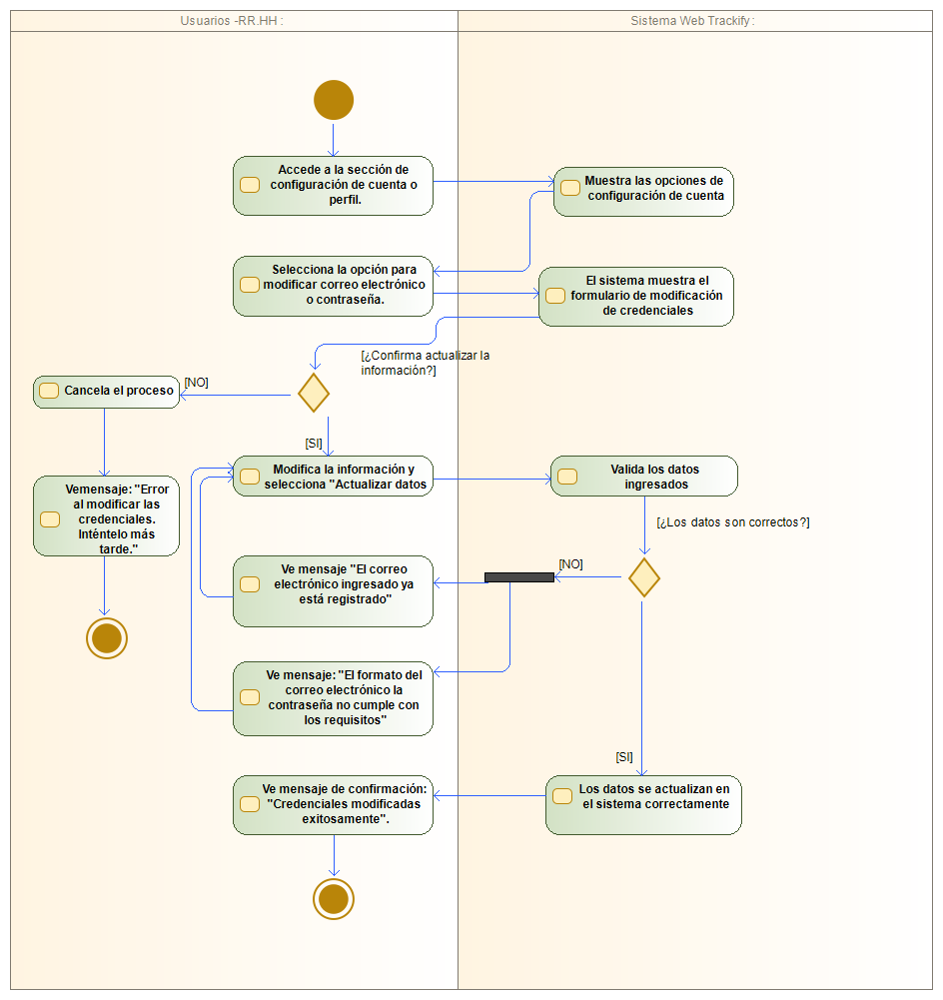 Usuarios -RR.HH :
Sistema Web Trackify :
Accede a la sección de
configuración de cuenta o
perfil.
Muestra las opciones de
configuración de cuenta
Selecciona la opción para
modificar correo electrónico
o contraseña.
El sistema muestra el
formulario de modificación
de credenciales
[¿Confirma actualizar la
información?]
[NO]
Cancela el proceso
[SI]
Modifica la información y
selecciona "Actualizar datos
Valida los datos
ingresados
Vemensaje: "Error
al modificar las
credenciales.
Inténtelo más
tarde."
[¿Los datos son correctos?]
[NO]
Ve mensaje "El correo
electrónico ingresado ya
está registrado"
Ve mensaje: "El formato del
correo electrónico la
contraseña no cumple con
los requisitos"
[SI]
Ve mensaje de confirmación:
"Credenciales modificadas
exitosamente".
Los datos se actualizan en
el sistema correctamente